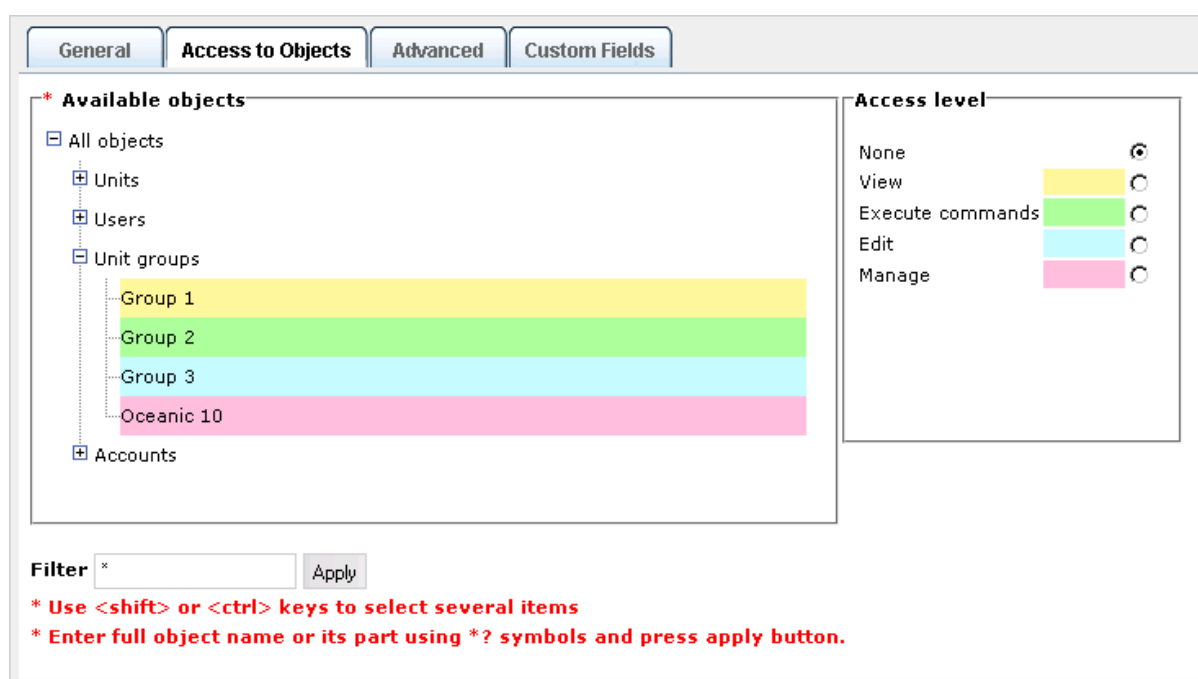 General Access to Objects Advanced Custom Fields
* Available objects
All objects
Units
Users
Unit groups
Group 1
Group 2
Group 3
Oceanic 10
Accounts
Access level
None
View
Execute commands
Edit
Manage
Filter * Apply
* Use <shift> or <ctrl> keys to select several items
* Enter full object name or its part using *? symbols and press apply button.